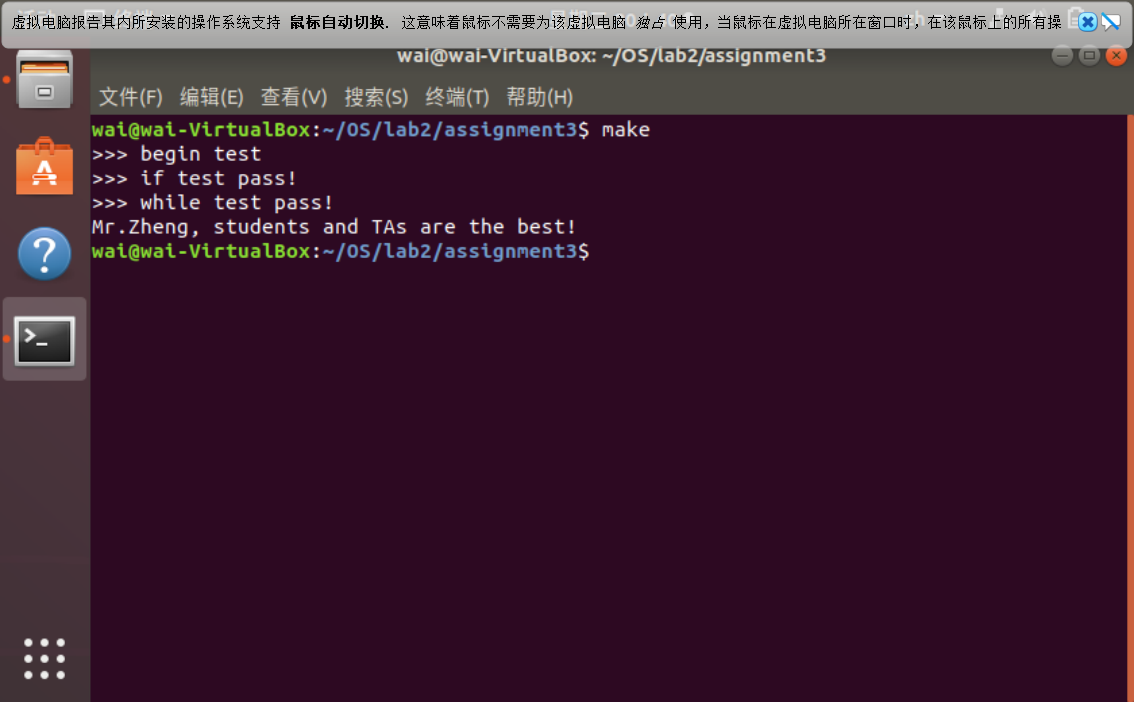 虚拟电脑报告其内所安装的操作系统支持 鼠标自动切换. 这意味着鼠标不需要为该虚拟电脑 独占 使用，当鼠标在虚拟电脑所在窗口时，在该鼠标上的所有操
wai@wai-VirtualBox: ~/OS/lab2/assignment3
文件(F) 编辑(E) 查看(V) 搜索(S) 终端(T) 帮助(H)
wai@wai-VirtualBox:~/OS/lab2/assignment3$ make
>>> begin test
>>> if test pass!
>>> while test pass!
Mr.Zheng, students and TAs are the best!
wai@wai-VirtualBox:~/OS/lab2/assignment3$